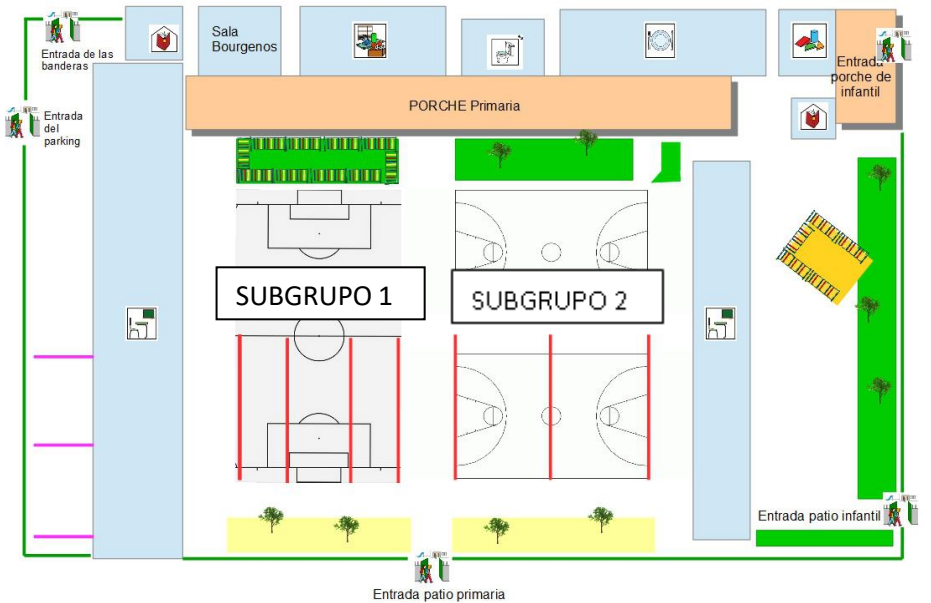 Entrada de las
banderas
Sala
Bourgenos
Entrada
porche de
infantil
Entrada
del
parking
PORCHE Primaria
SUBGRUPO 1
SUBGRUPO 2
Entrada patio infantil
Entrada patio primaria